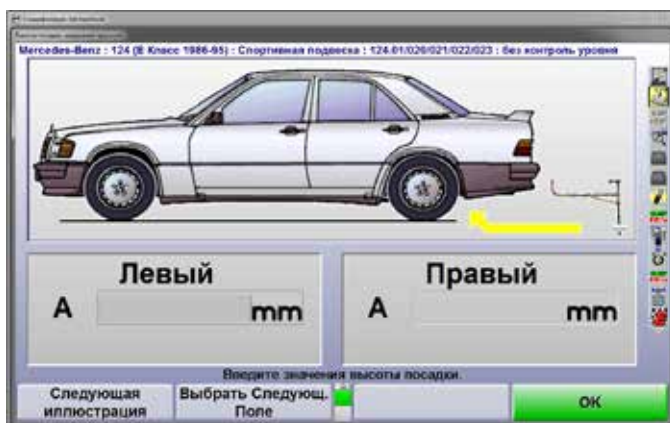 Mercedes-Benz : 124 (Е Класс 1986-95) : Спортивная подвеска : 124.01/020/021/022/023 : без контроль уровня
Левый
Правый
A mm
A mm
Введите значения высоты посадки.
Следующая
иллюстрация
Выбрать Следующ.
Поле
ОК